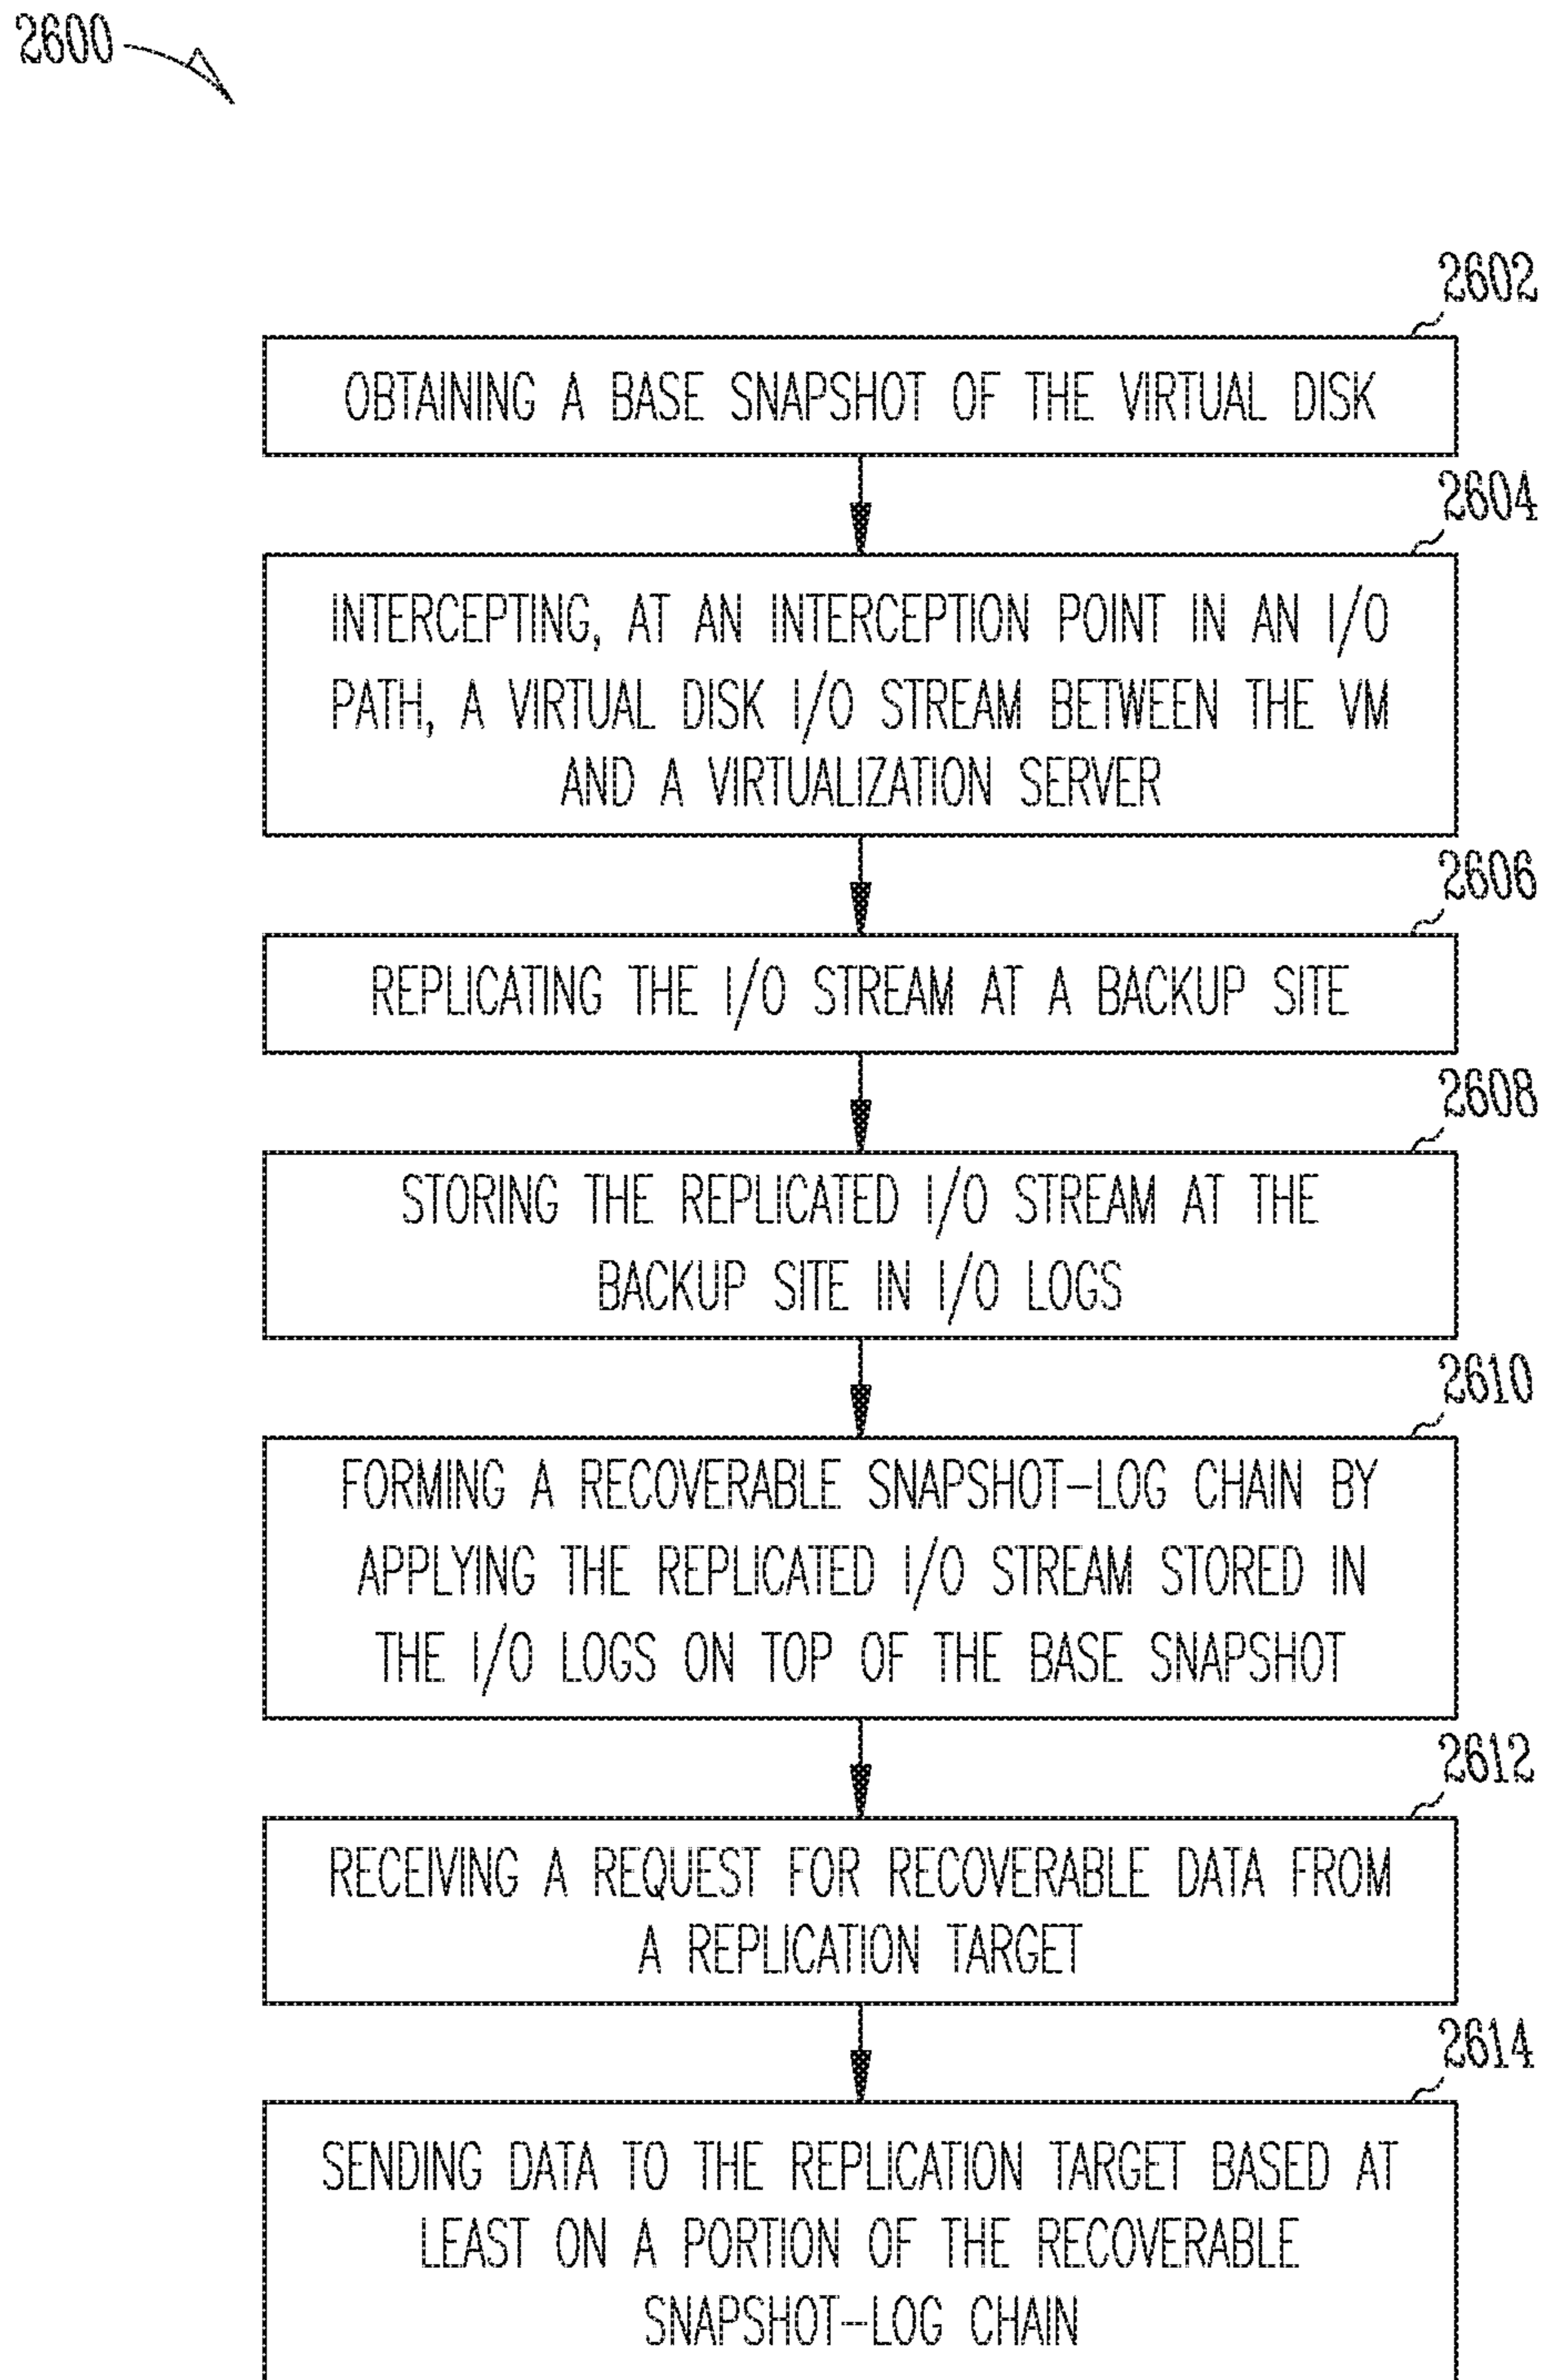 2600
2602
OBTAINING A BASE SNAPSHOT OF THE VIRTUAL DISK
2604
INTERCEPTING, AT AN INTERCEPTION POINT IN AN I/O
PATH, A VIRTUAL DISK I/O STREAM BETWEEN THE VM
AND A VIRTUALIZATION SERVER
2606
REPLICATING THE I/O STREAM AT A BACKUP SITE
2608
STORING THE REPLICATED I/O STREAM AT THE
BACKUP SITE IN I/O LOGS
2610
FORMING A RECOVERABLE SNAPSHOT-LOG CHAIN BY
APPLYING THE REPLICATED I/O STREAM STORED IN
THE I/O LOGS ON TOP OF THE BASE SNAPSHOT
2612
RECEIVING A REQUEST FOR RECOVERABLE DATA FROM
A REPLICATION TARGET
2614
SENDING DATA TO THE REPLICATION TARGET BASED AT
LEAST ON A PORTION OF THE RECOVERABLE
SNAPSHOT-LOG CHAIN